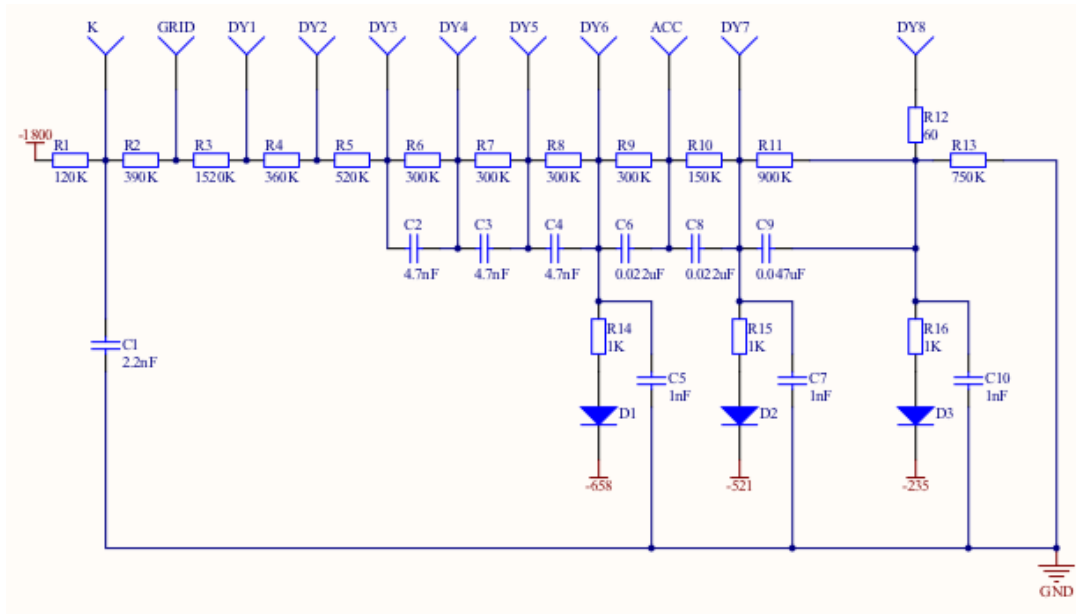 K GRID DY1 DY2 DY3 DY4 DY5 DY6 ACC DY7 DY8
R12
60
-1800 R1 R2 R3 R4 R5 R6 R7 R8 R9 R10 R11 R13
120K 390K 1520K 360K 520K 300K 300K 300K 300K 150K 900K 750K
C2 C3 C4 C6 C8 C9
4.7nF 4.7nF 4.7nF 0.022uF 0.022uF 0.047uF
R14 R15 R16
1K 1K 1K
C1
2.2nF
C5 C7 C10
1nF 1nF 1nF
D1 D2 D3
-658 -521 -235
GND